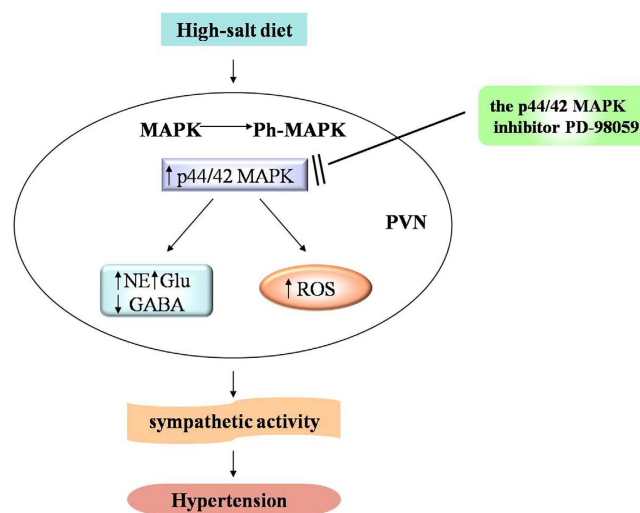 High-salt diet
MAPK → Ph-MAPK
the p44/42 MAPK
inhibitor PD-98059
↑ p44/42 MAPK
PVN
↑NE↑Glu
↓ GABA
↑ ROS
sympathetic activity
Hypertension